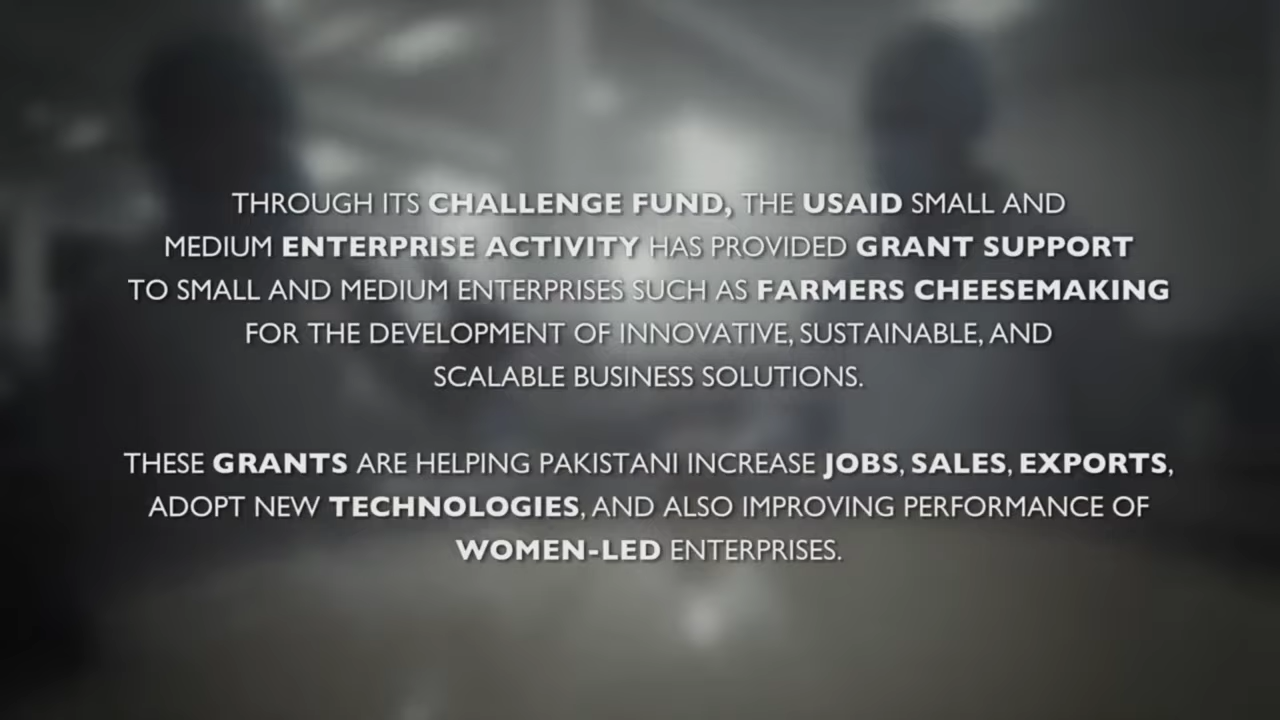 THROUGH ITS CHALLENGE FUND, THE USAID SMALL AND
MEDIUM ENTERPRISE ACTIVITY HAS PROVIDED GRANT SUPPORT
TO SMALL AND MEDIUM ENTERPRISES SUCH AS FARMERS CHEESEMAKING
FOR THE DEVELOPMENT OF INNOVATIVE, SUSTAINABLE, AND
SCALABLE BUSINESS SOLUTIONS.
THESE GRANTS ARE HELPING PAKISTANI INCREASE JOBS, SALES, EXPORTS,
ADOPT NEW TECHNOLOGIES, AND ALSO IMPROVING PERFORMANCE OF
WOMEN-LED ENTERPRISES.